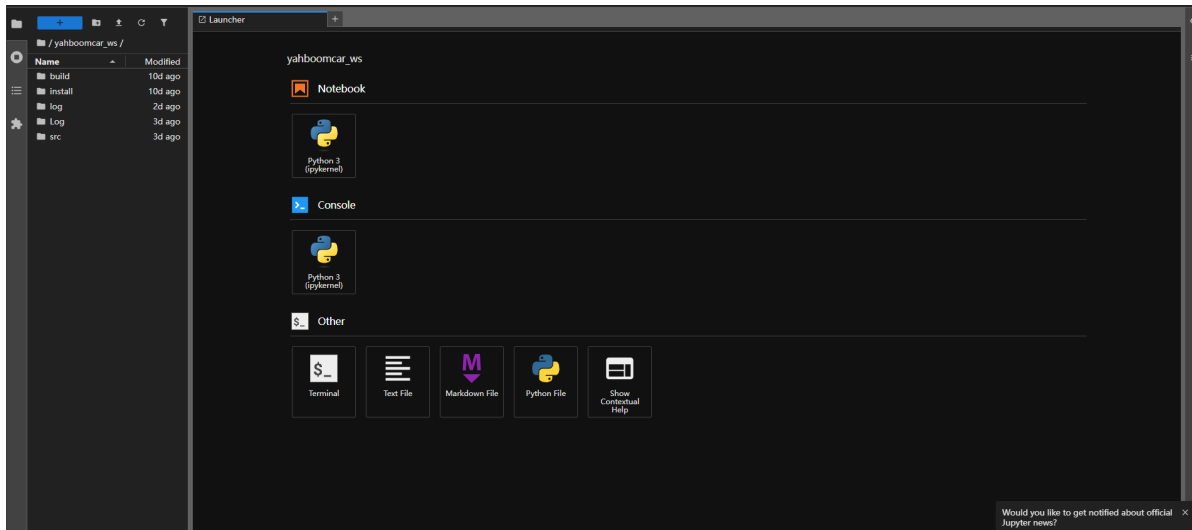 Launcher
+
/ yahboomcar_ws /
Name Modified
build 10d ago
install 10d ago
log 2d ago
Log 3d ago
src 3d ago
yahboomcar_ws
Notebook
Python 3
(ipykernel)
Console
Python 3
(ipykernel)
$_ Other
$_
Terminal
Text File
M
Markdown File
Python File
Show
Contextual
Help
Would you like to get notified about official
Jupyter news?